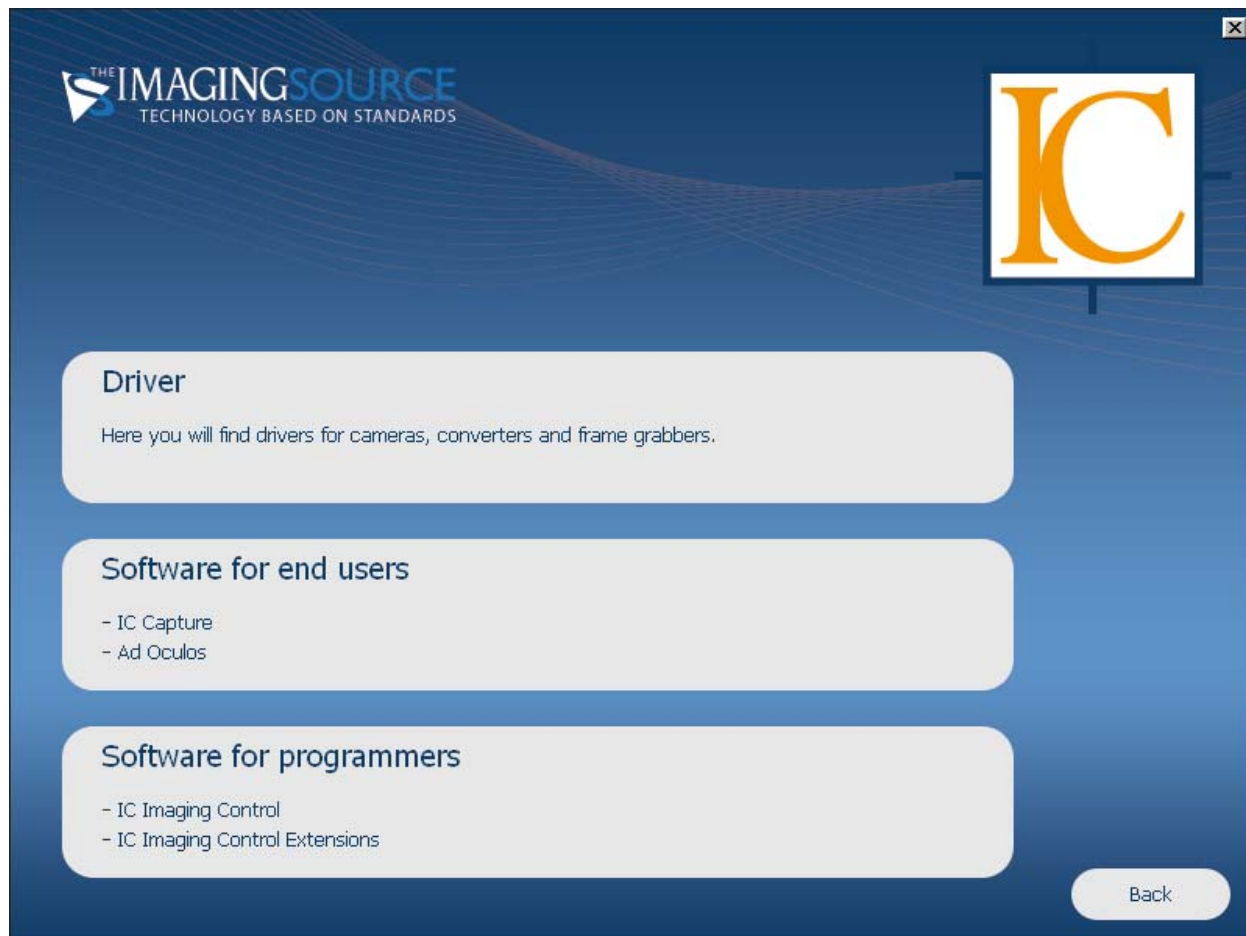 THE IMAGINGSOURCE
TECHNOLOGY BASED ON STANDARDS
IC
Driver
Here you will find drivers for cameras, converters and frame grabbers.
Software for end users
- IC Capture
- Ad Oculos
Software for programmers
- IC Imaging Control
- IC Imaging Control Extensions
Back